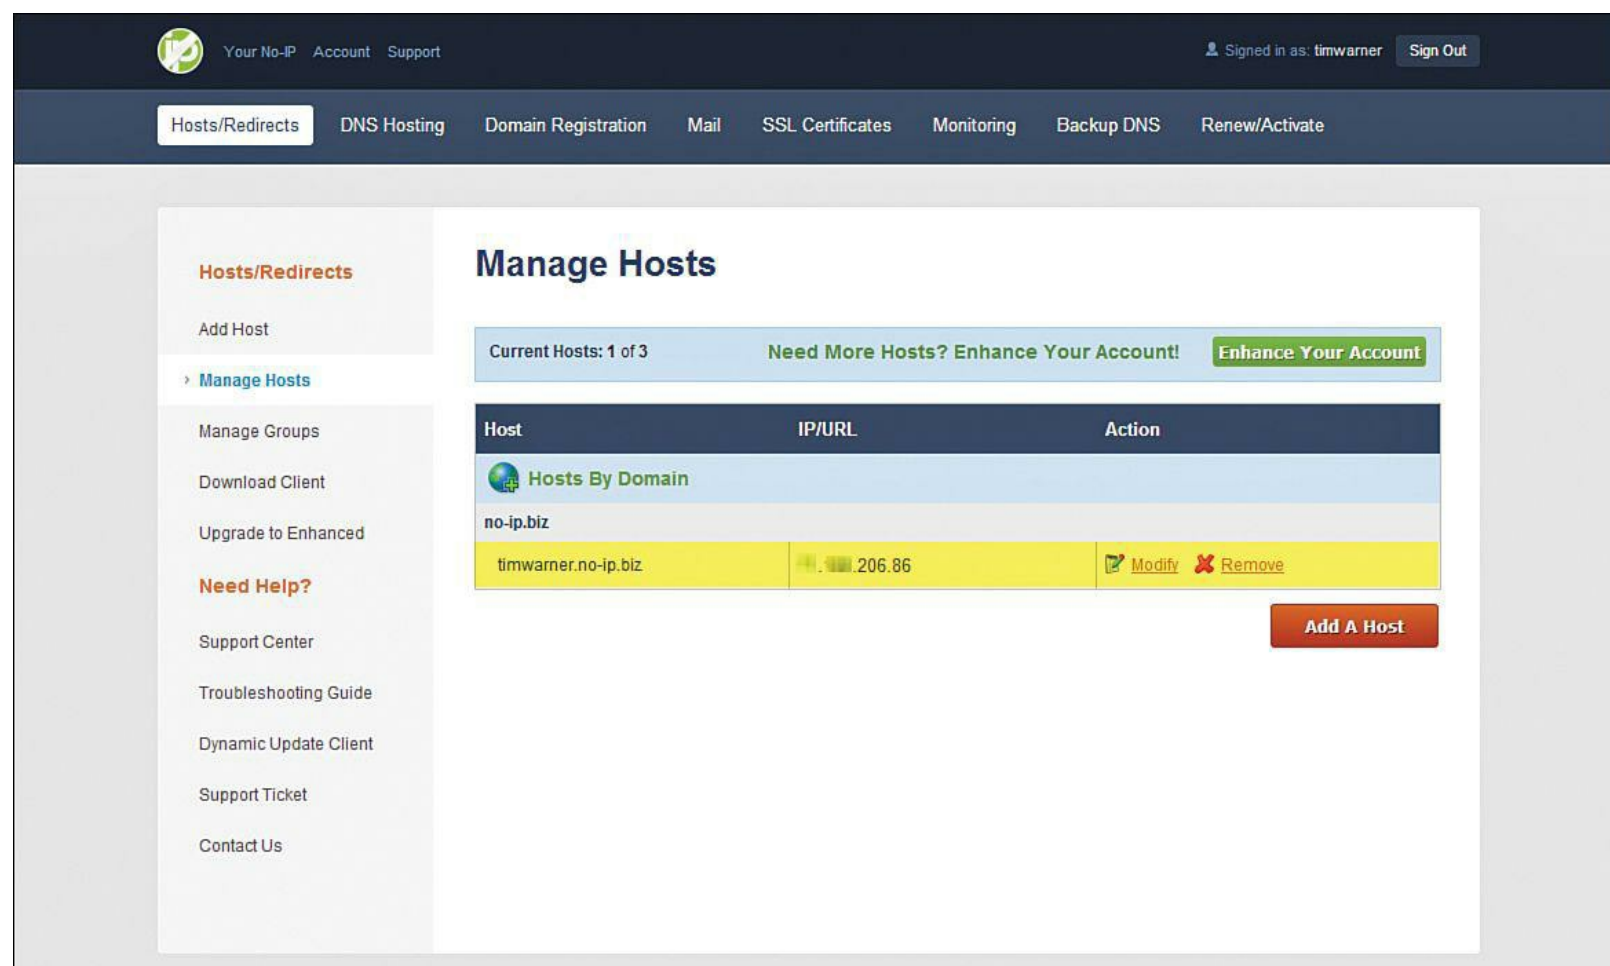 Your No-IP Account Support Signed in as: timwarner Sign Out
Hosts/Redirects DNS Hosting Domain Registration Mail SSL Certificates Monitoring Backup DNS Renew/Activate
Hosts/Redirects
Add Host
Manage Hosts
Manage Groups
Download Client
Upgrade to Enhanced
Need Help?
Support Center
Troubleshooting Guide
Dynamic Update Client
Support Ticket
Contact Us
Manage Hosts
Current Hosts: 1 of 3 Need More Hosts? Enhance Your Account! Enhance Your Account
Host IP/URL Action
Hosts By Domain
no-ip.biz
timwarner.no-ip.biz .206.86 Modify Remove
Add A Host